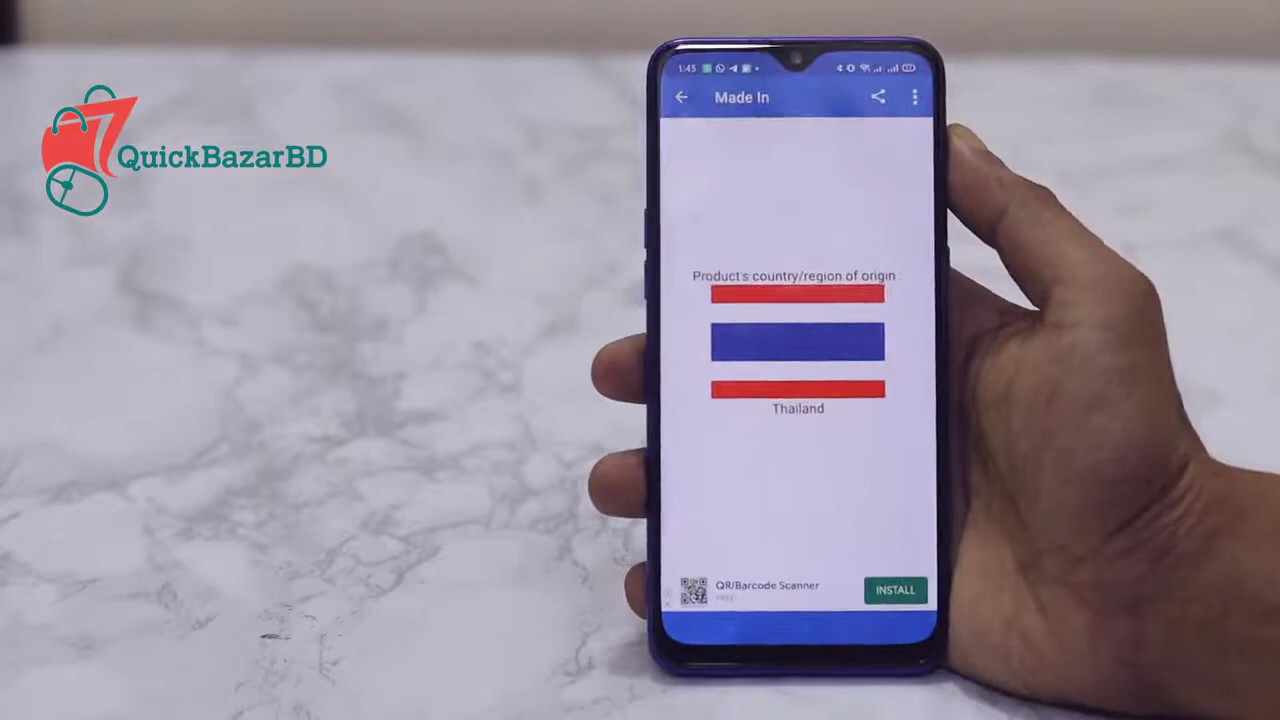 QuickBazarBD
1:45
Made In
Product's country/region of origin :
Thailand
QR/Barcode Scanner
FREE
INSTALL